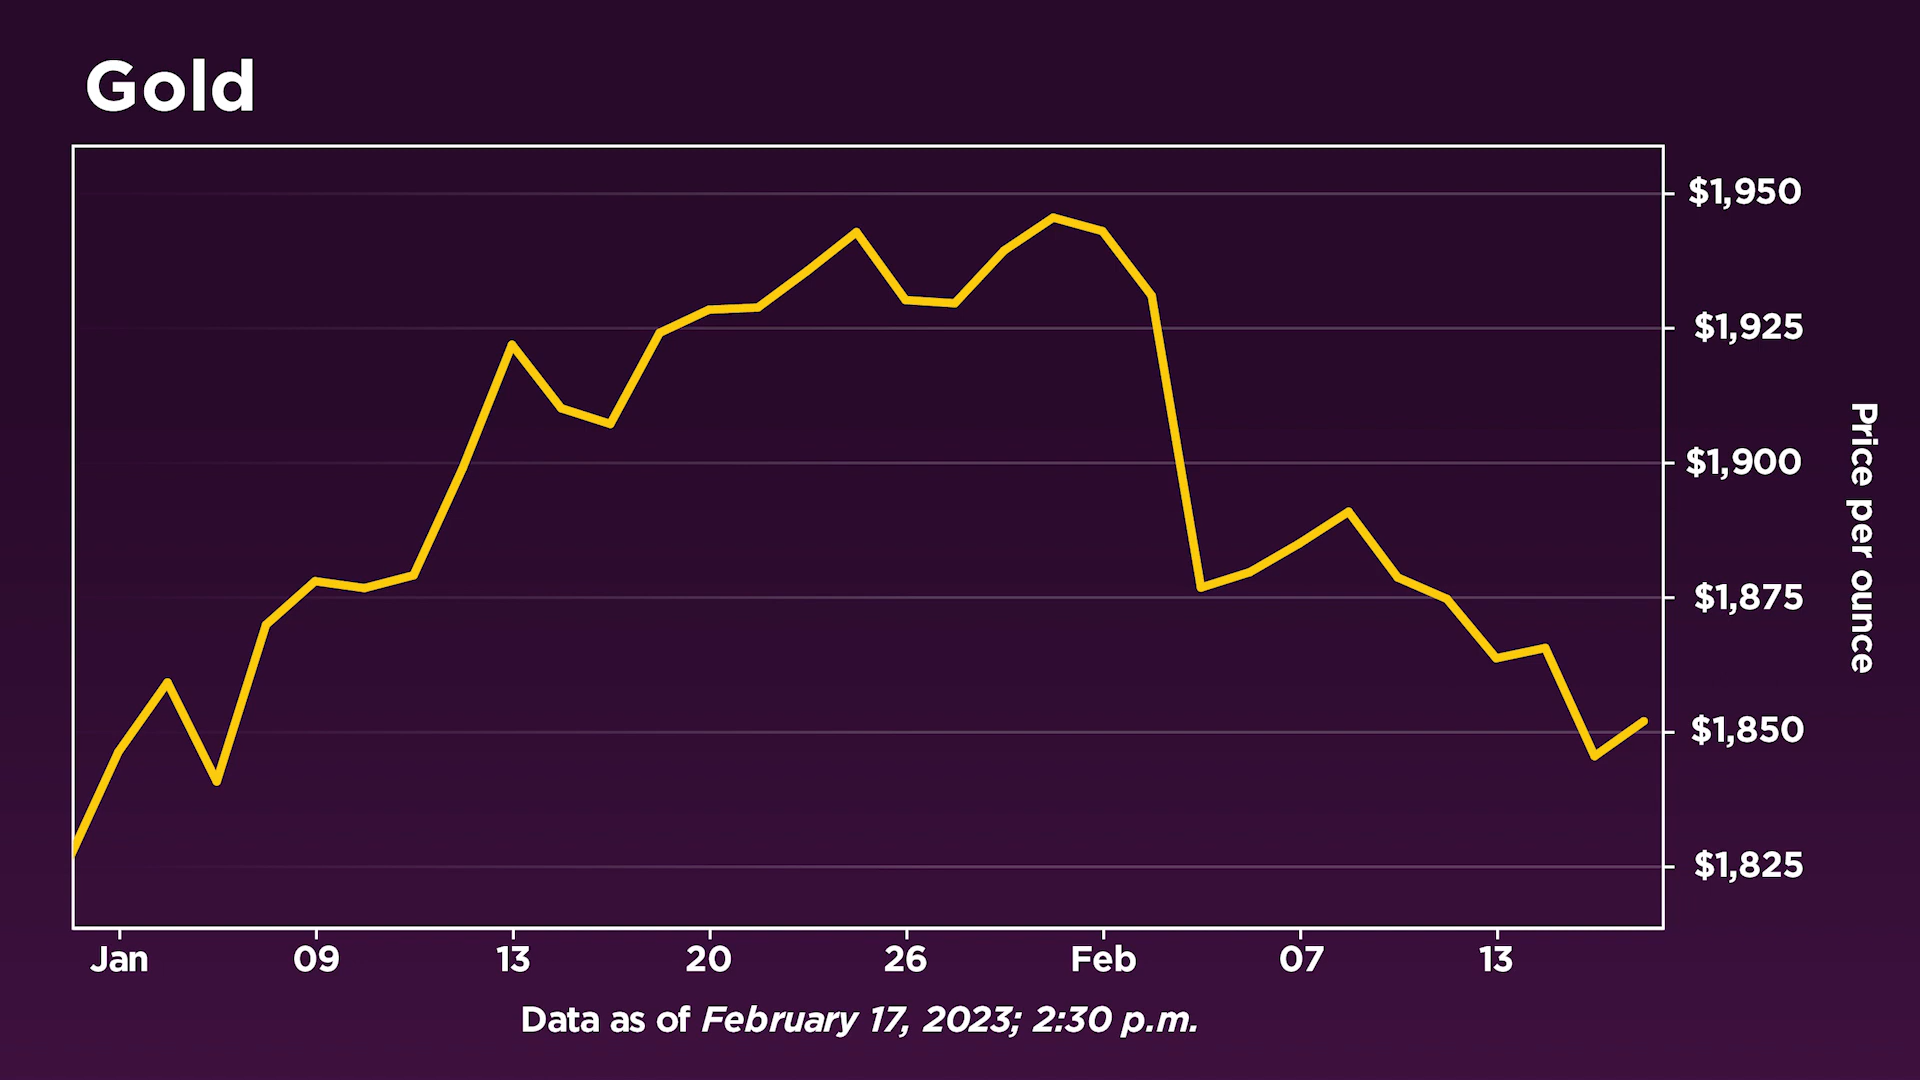 Gold
$1,950
$1,925
$1,900
$1,875
$1,850
$1,825
Price per ounce
Jan 09 13 20 26 Feb 07 13
Data as of February 17, 2023; 2:30 p.m.